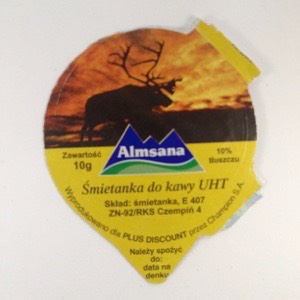 Almsana
Zawartość
10g
10%
tłuszczu
Śmietanka do kawy UHT
Skład: śmietanka, E 407
ZN-92/RKS Czempiń 4
Wyprodukowano dla PLUS DISCOUNT przez Champion S.A.
Należy spożyć
do:
data na
denku